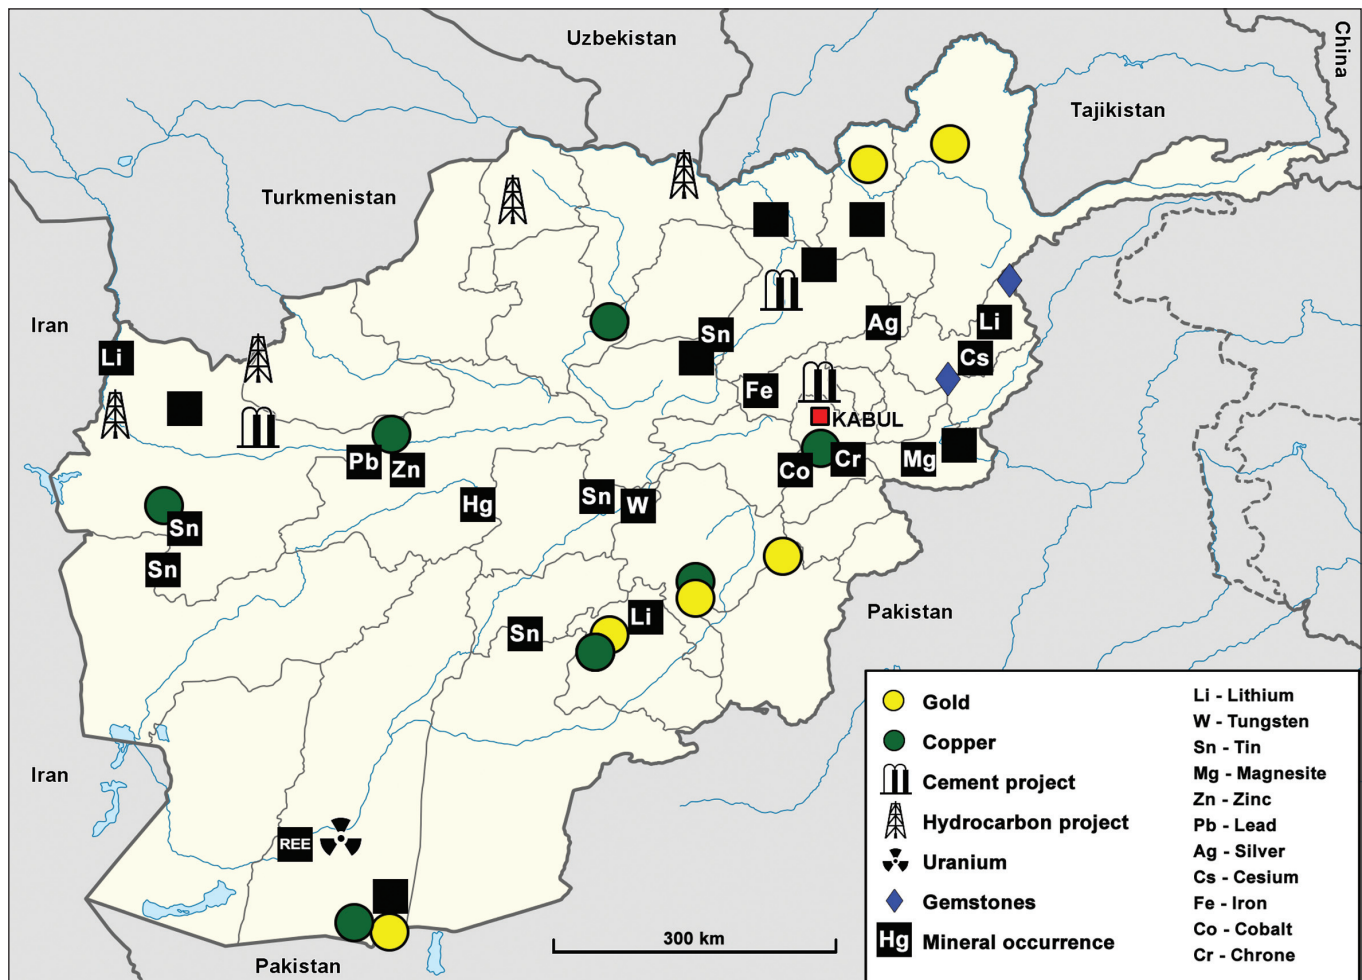 Uzbekistan
China
Tajikistan
Turkmenistan
Iran
Li
Sn
Ag
Li
Cs
Fe
KABUL
Pb
Zn
Co
Cr
Mg
Hg
Sn
W
Sn
Sn
Li
Sn
Pakistan
Iran
REE
Pakistan
300 km
Gold
Copper
Cement project
Hydrocarbon project
Uranium
Gemstones
Hg Mineral occurrence
Li - Lithium
W - Tungsten
Sn - Tin
Mg - Magnesite
Zn - Zinc
Pb - Lead
Ag - Silver
Cs - Cesium
Fe - Iron
Co - Cobalt
Cr - Chrone